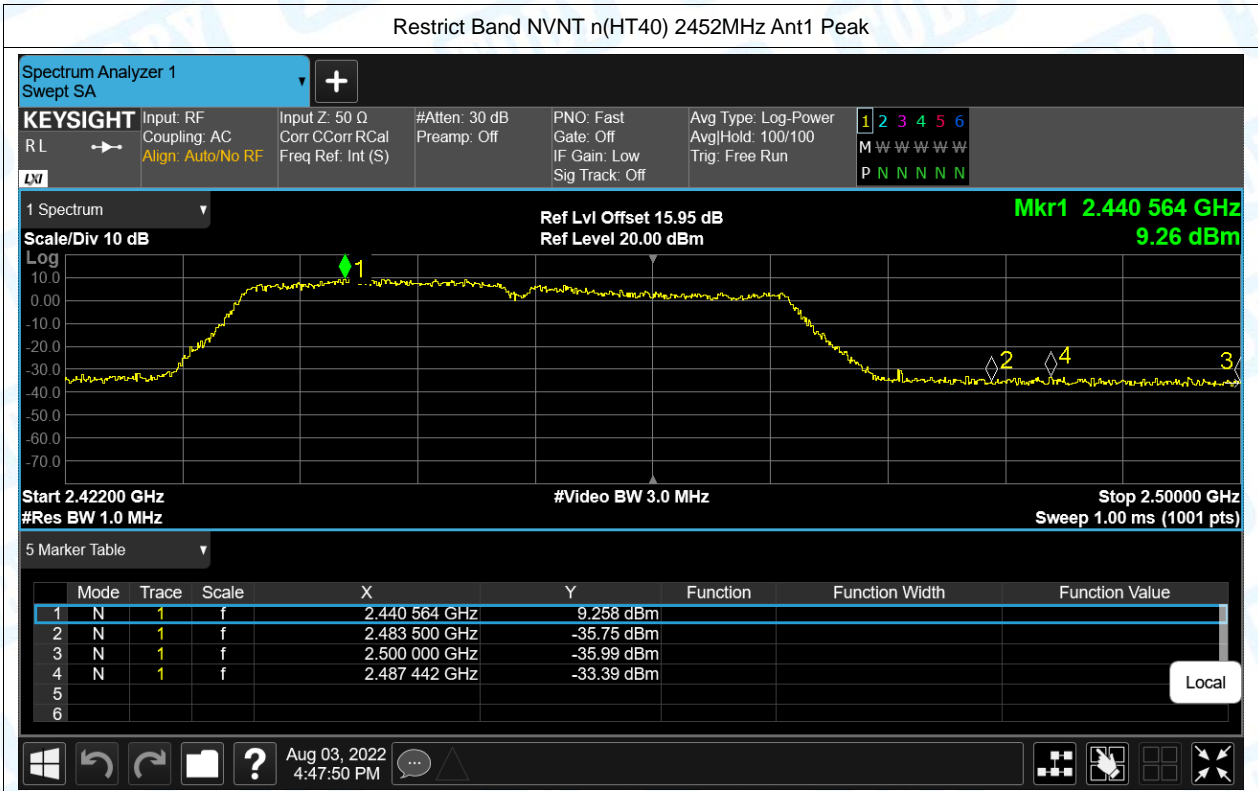 Restrict Band NVNT n(HT40) 2452MHz Ant1 Peak
Spectrum Analyzer 1
Swept SA
+
KEYSIGHT Input: RF Input Z: 50 Ω #Atten: 30 dB PNO: Fast Avg Type: Log-Power 1 2 3 4 5 6
R L Coupling: AC Corr CCorr RCal Preamp: Off Gate: Off Avg|Hold: 100/100 M W W W W W
Align: Auto/No RF Freq Ref: Int (S) IF Gain: Low Trig: Free Run
LXI Sig Track: Off P N N N N N
1 Spectrum Ref Lvl Offset 15.95 dB Mkr1 2.440 564 GHz
Scale/Div 10 dB Ref Level 20.00 dBm 9.26 dBm
Log
1
10.0
0.00
-10.0
-20.0
2 4 3
-30.0
-40.0
-50.0
-60.0
-70.0
Start 2.42200 GHz #Video BW 3.0 MHz Stop 2.50000 GHz
#Res BW 1.0 MHz Sweep 1.00 ms (1001 pts)
5 Marker Table
Mode Trace Scale X Y Function Function Width Function Value
1 N 1 f 2.440 564 GHz 9.258 dBm
2 N 1 f 2.483 500 GHz -35.75 dBm
3 N 1 f 2.500 000 GHz -35.99 dBm
4 N 1 f 2.487 442 GHz -33.39 dBm
5
6
Local
? Aug 03, 2022
4:47:50 PM